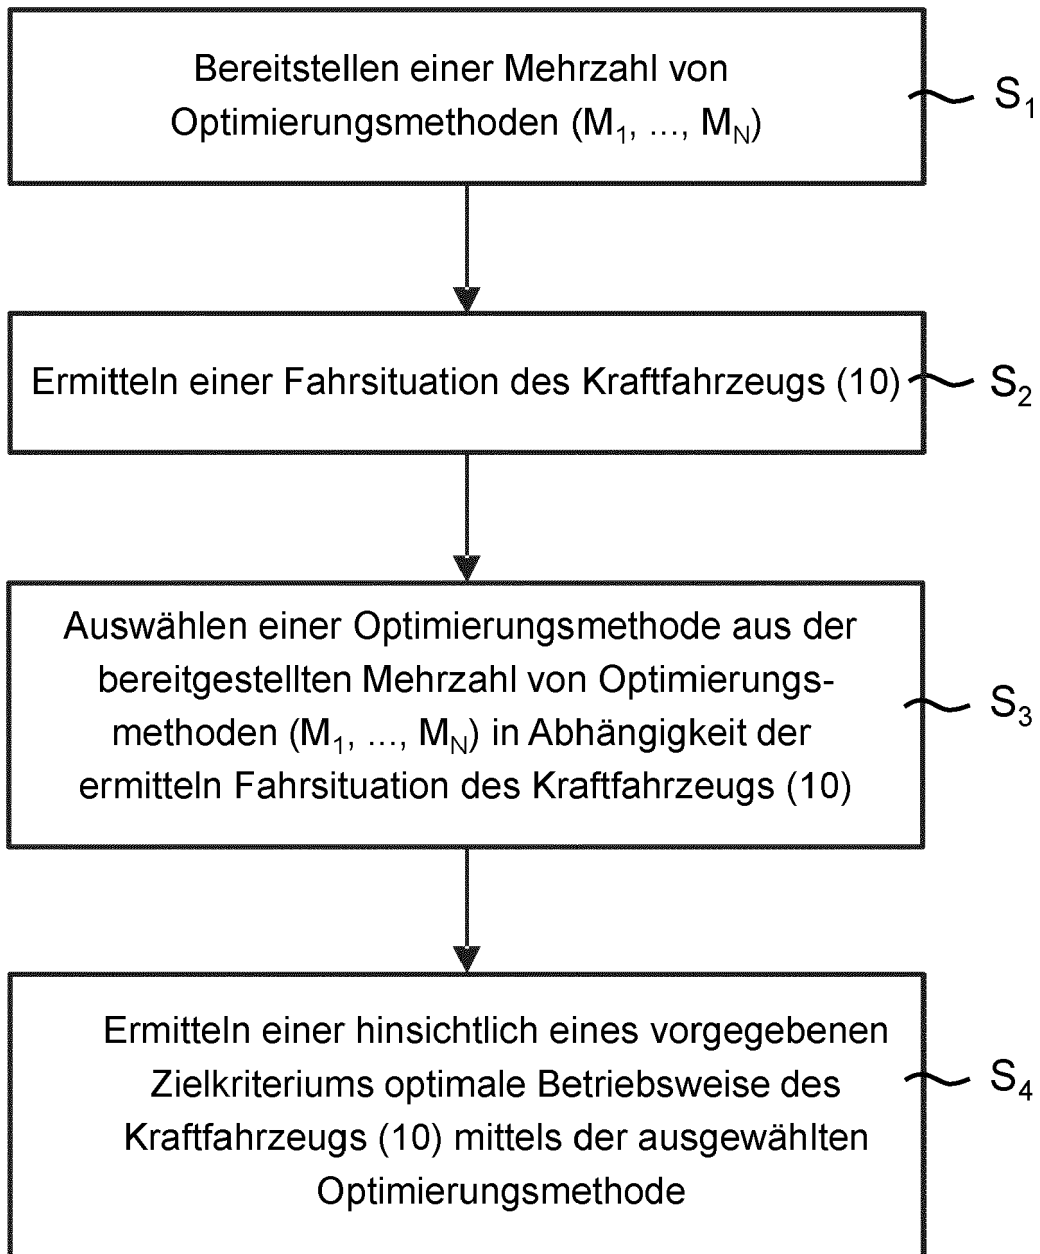 Bereitstellen einer Mehrzahl von
Optimierungsmethoden (M₁, ..., M_N)
S₁
Ermitteln einer Fahrsituation des Kraftfahrzeugs (10)
S₂
Auswählen einer Optimierungsmethode aus der
bereitgestellten Mehrzahl von Optimierungs-
methoden (M₁, ..., M_N) in Abhängigkeit der
ermitteln Fahrsituation des Kraftfahrzeugs (10)
S₃
Ermitteln einer hinsichtlich eines vorgegebenen
Zielkriteriums optimale Betriebsweise des
Kraftfahrzeugs (10) mittels der ausgewählten
Optimierungsmethode
S₄